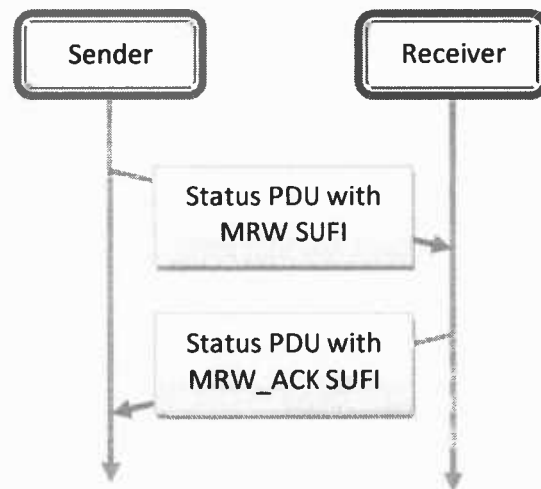 Sender
Receiver
Status PDU with
MRW SUFI
Status PDU with
MRW_ACK SUFI